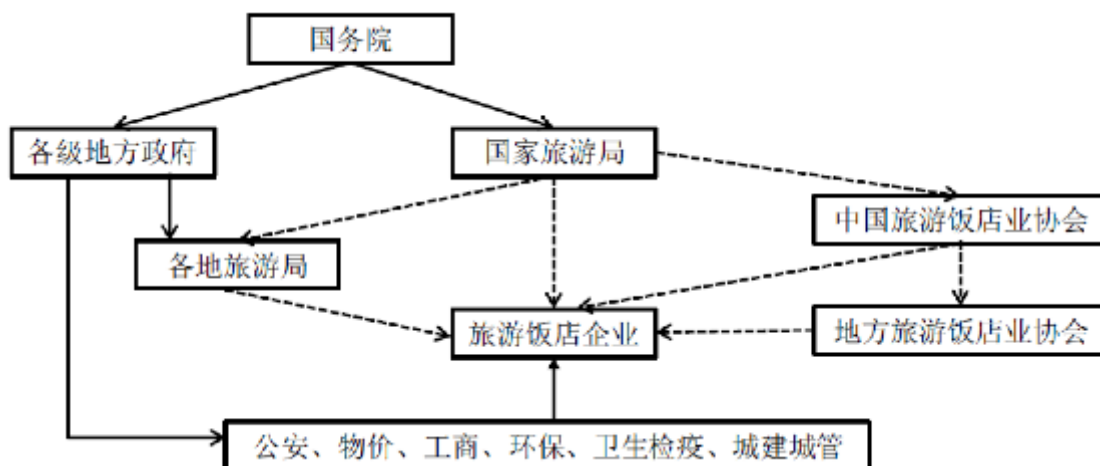 国务院
各级地方政府
国家旅游局
中国旅游饭店业协会
各地旅游局
旅游饭店企业
地方旅游饭店业协会
公安、物价、工商、环保、卫生检疫、城建城管